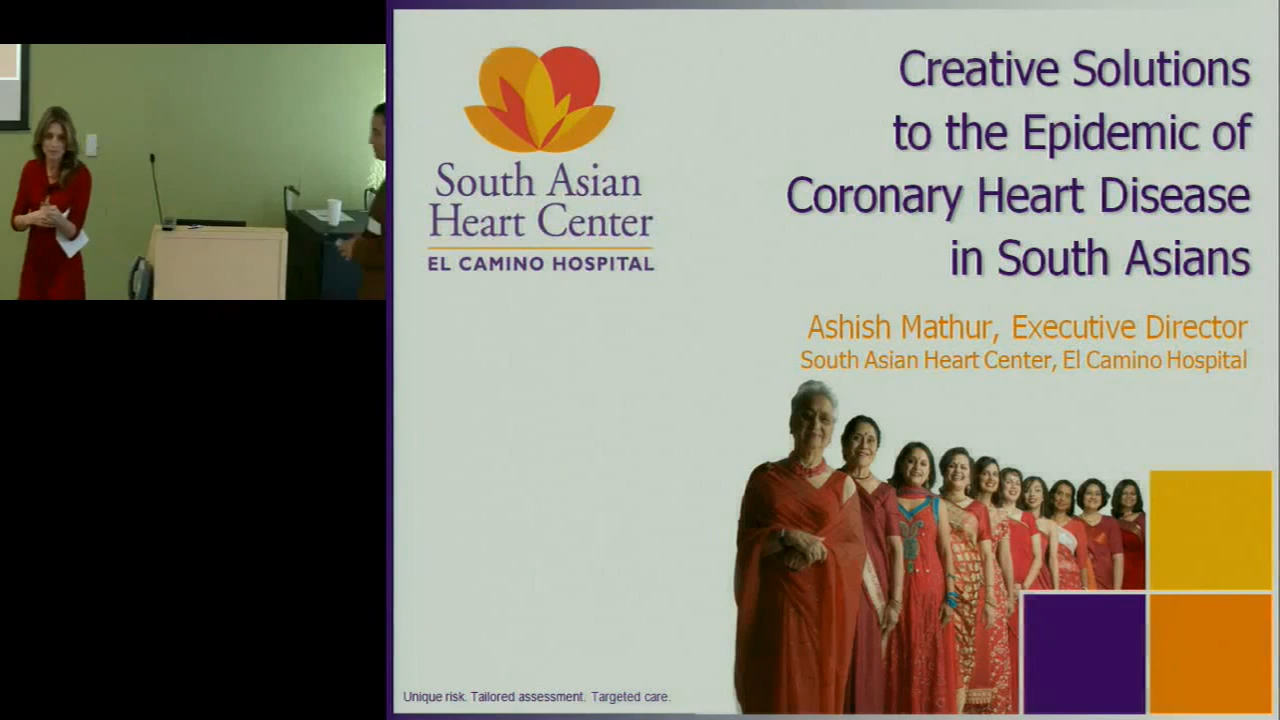 South Asian
Heart Center
EL CAMINO HOSPITAL
Creative Solutions
to the Epidemic of
Coronary Heart Disease
in South Asians
Ashish Mathur, Executive Director
South Asian Heart Center, El Camino Hospital
Unique risk. Tailored assessment. Targeted care.